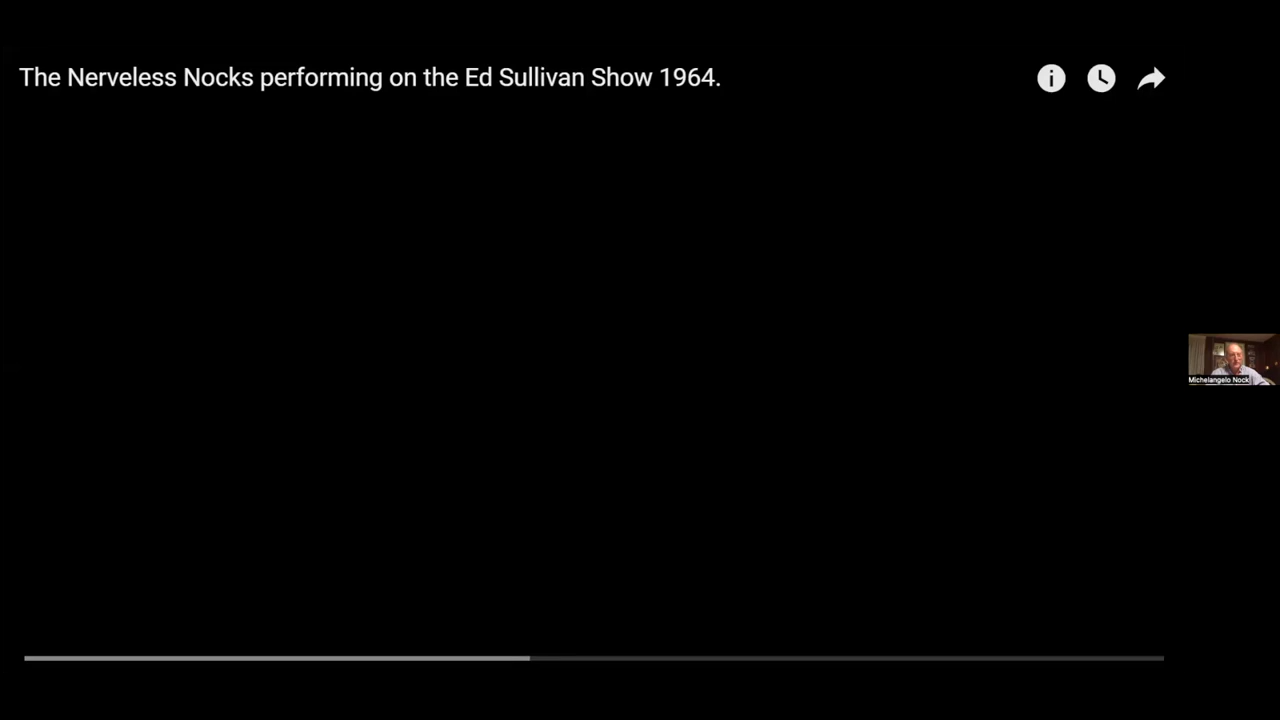 The Nerveless Nocks performing on the Ed Sullivan Show 1964.
Michelangelo Nock